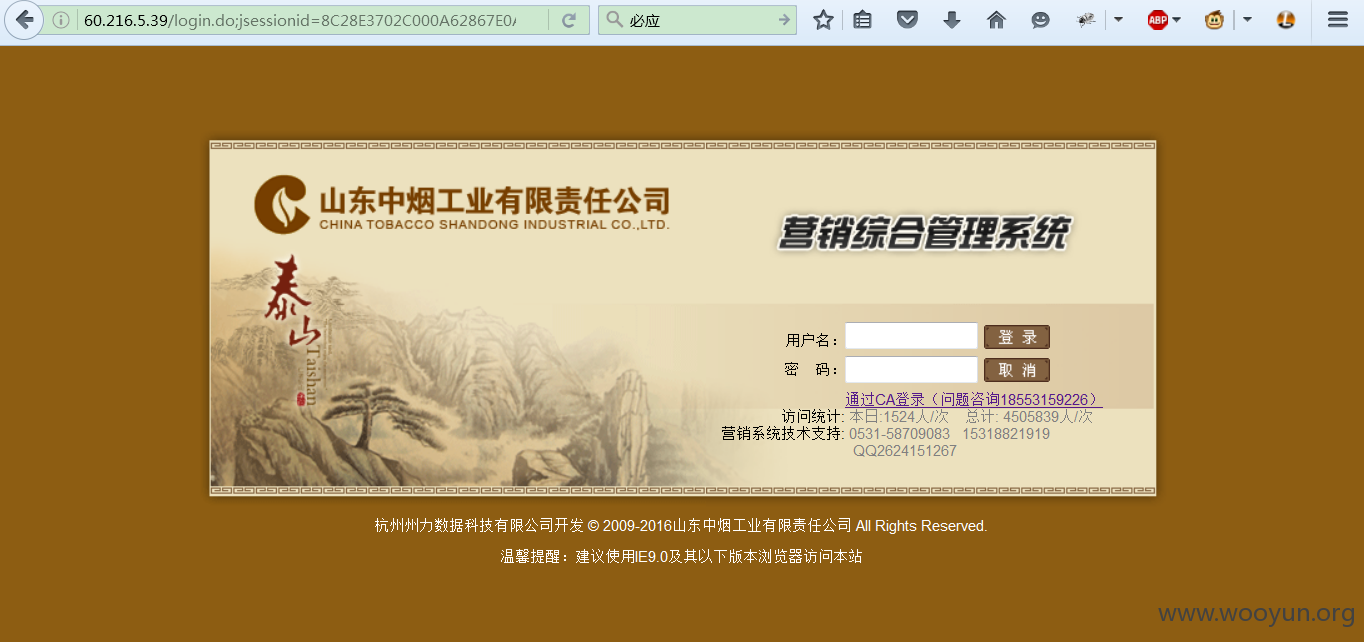 60.216.5.39/login.do;jsessionid=8C28E3702C000A62867E0
必应
ABP
山东中烟工业有限责任公司
CHINA TOBACCO SHANDONG INDUSTRIAL CO.,LTD.
营销综合管理系统
泰山
Taishan
用户名：
登 录
密 码：
取 消
通过CA登录（问题咨询18553159226）
访问统计: 本日:1524人/次 总计: 4505839人/次
营销系统技术支持: 0531-58709083 15318821919
QQ2624151267
杭州州力数据科技有限公司开发 © 2009-2016山东中烟工业有限责任公司 All Rights Reserved.
温馨提醒：建议使用IE9.0及其以下版本浏览器访问本站
www.wooyun.org